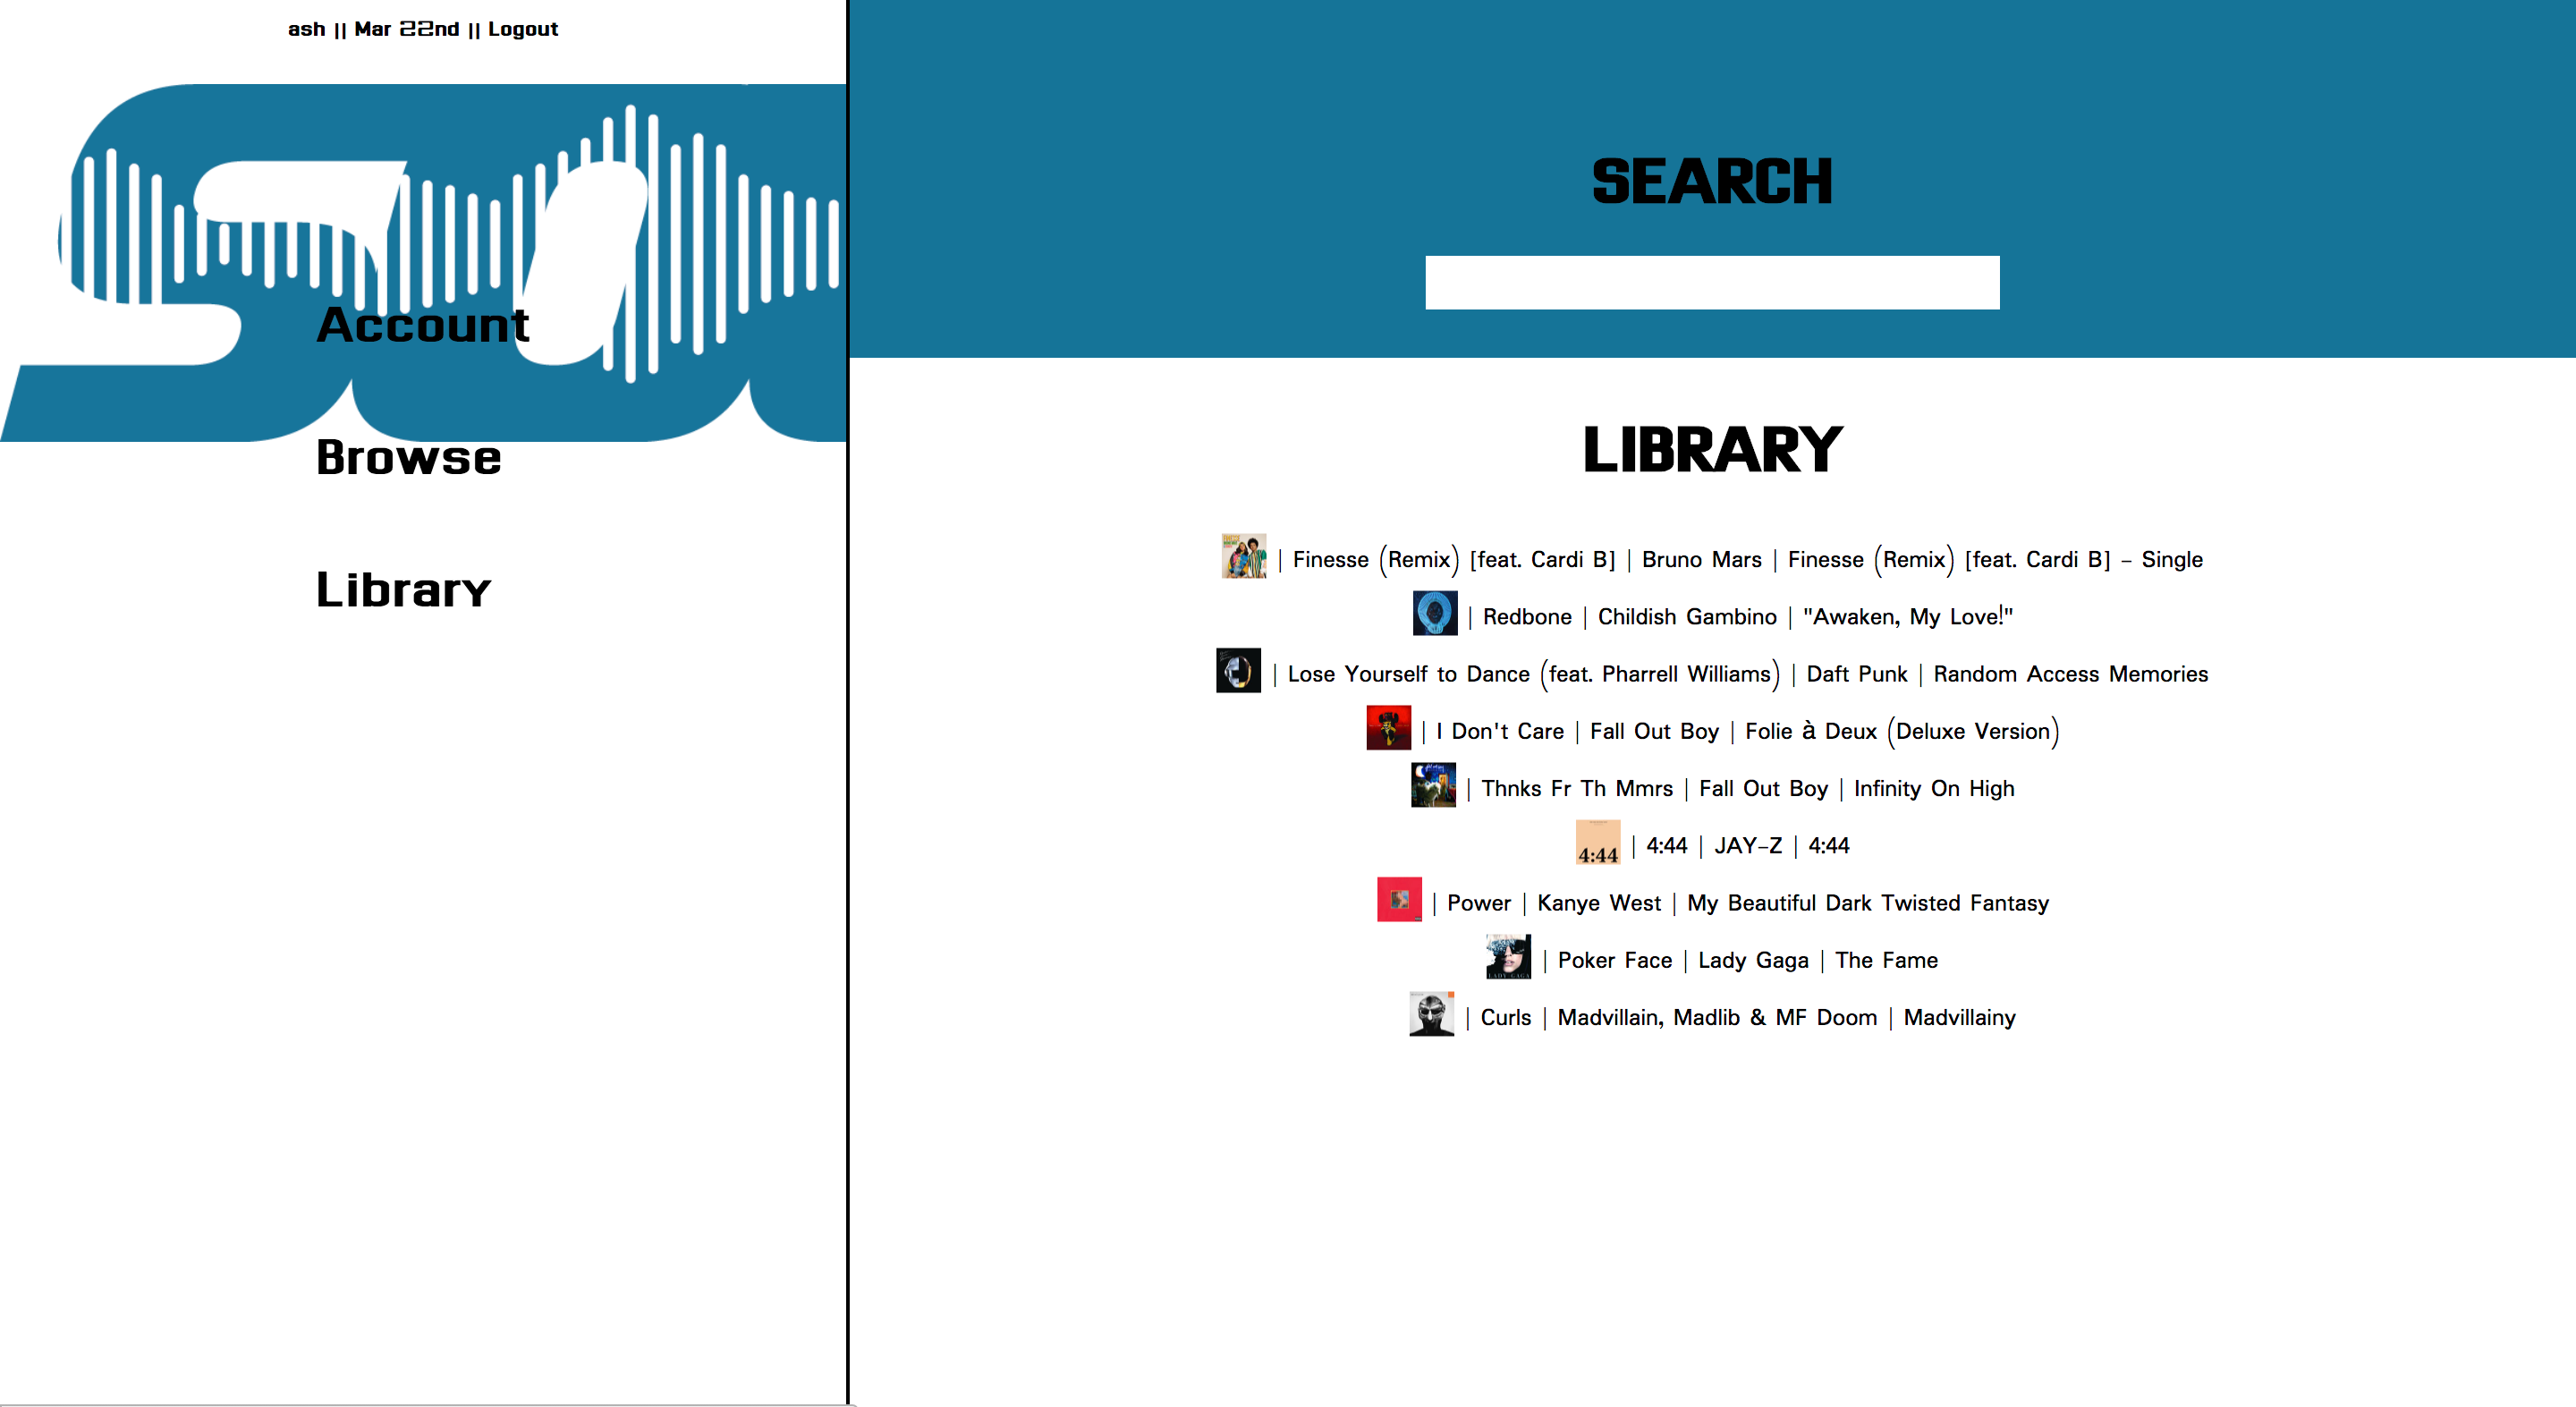 ash || Mar 22nd || Logout
Account
Browse
Library
SEARCH
LIBRARY
| Finesse (Remix) [feat. Cardi B] | Bruno Mars | Finesse (Remix) [feat. Cardi B] - Single
| Redbone | Childish Gambino | "Awaken, My Love!"
| Lose Yourself to Dance (feat. Pharrell Williams) | Daft Punk | Random Access Memories
| I Don't Care | Fall Out Boy | Folie à Deux (Deluxe Version)
| Thnks Fr Th Mmrs | Fall Out Boy | Infinity On High
4:44 | 4:44 | JAY-Z | 4:44
| Power | Kanye West | My Beautiful Dark Twisted Fantasy
LADY GAGA | Poker Face | Lady Gaga | The Fame
| Curls | Madvillain, Madlib & MF Doom | Madvillainy